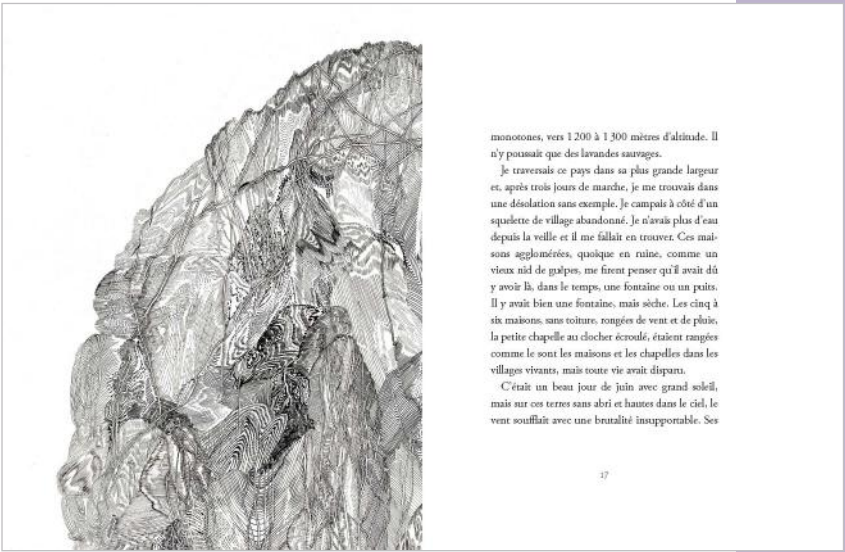 monotones, vers 1 200 à 1 300 mètres d'altitude. Il
n'y poussait que des lavandes sauvages.
Je traversais ce pays dans sa plus grande largeur
et, après trois jours de marche, je me trouvais dans
une désolation sans exemple. Je campais à côté d'un
squelette de village abandonné. Je n'avais plus d'eau
depuis la veille et il me fallait en trouver. Ces mai-
sons agglomérées, quoique en ruine, comme un
vieux nid de guêpes, me firent penser qu'il avait dû
y avoir là, dans le temps, une fontaine ou un puits.
Il y avait bien une fontaine, mais sèche. Les cinq à
six maisons, sans toiture, rongées de vent et de pluie,
la petite chapelle au clocher écroulé, étaient rangées
comme le sont les maisons et les chapelles dans les
villages vivants, mais toute vie avait disparu.
C'était un beau jour de juin avec grand soleil,
mais sur ces terres sans abri et hautes dans le ciel, le
vent soufflait avec une brutalité insupportable. Ses
17